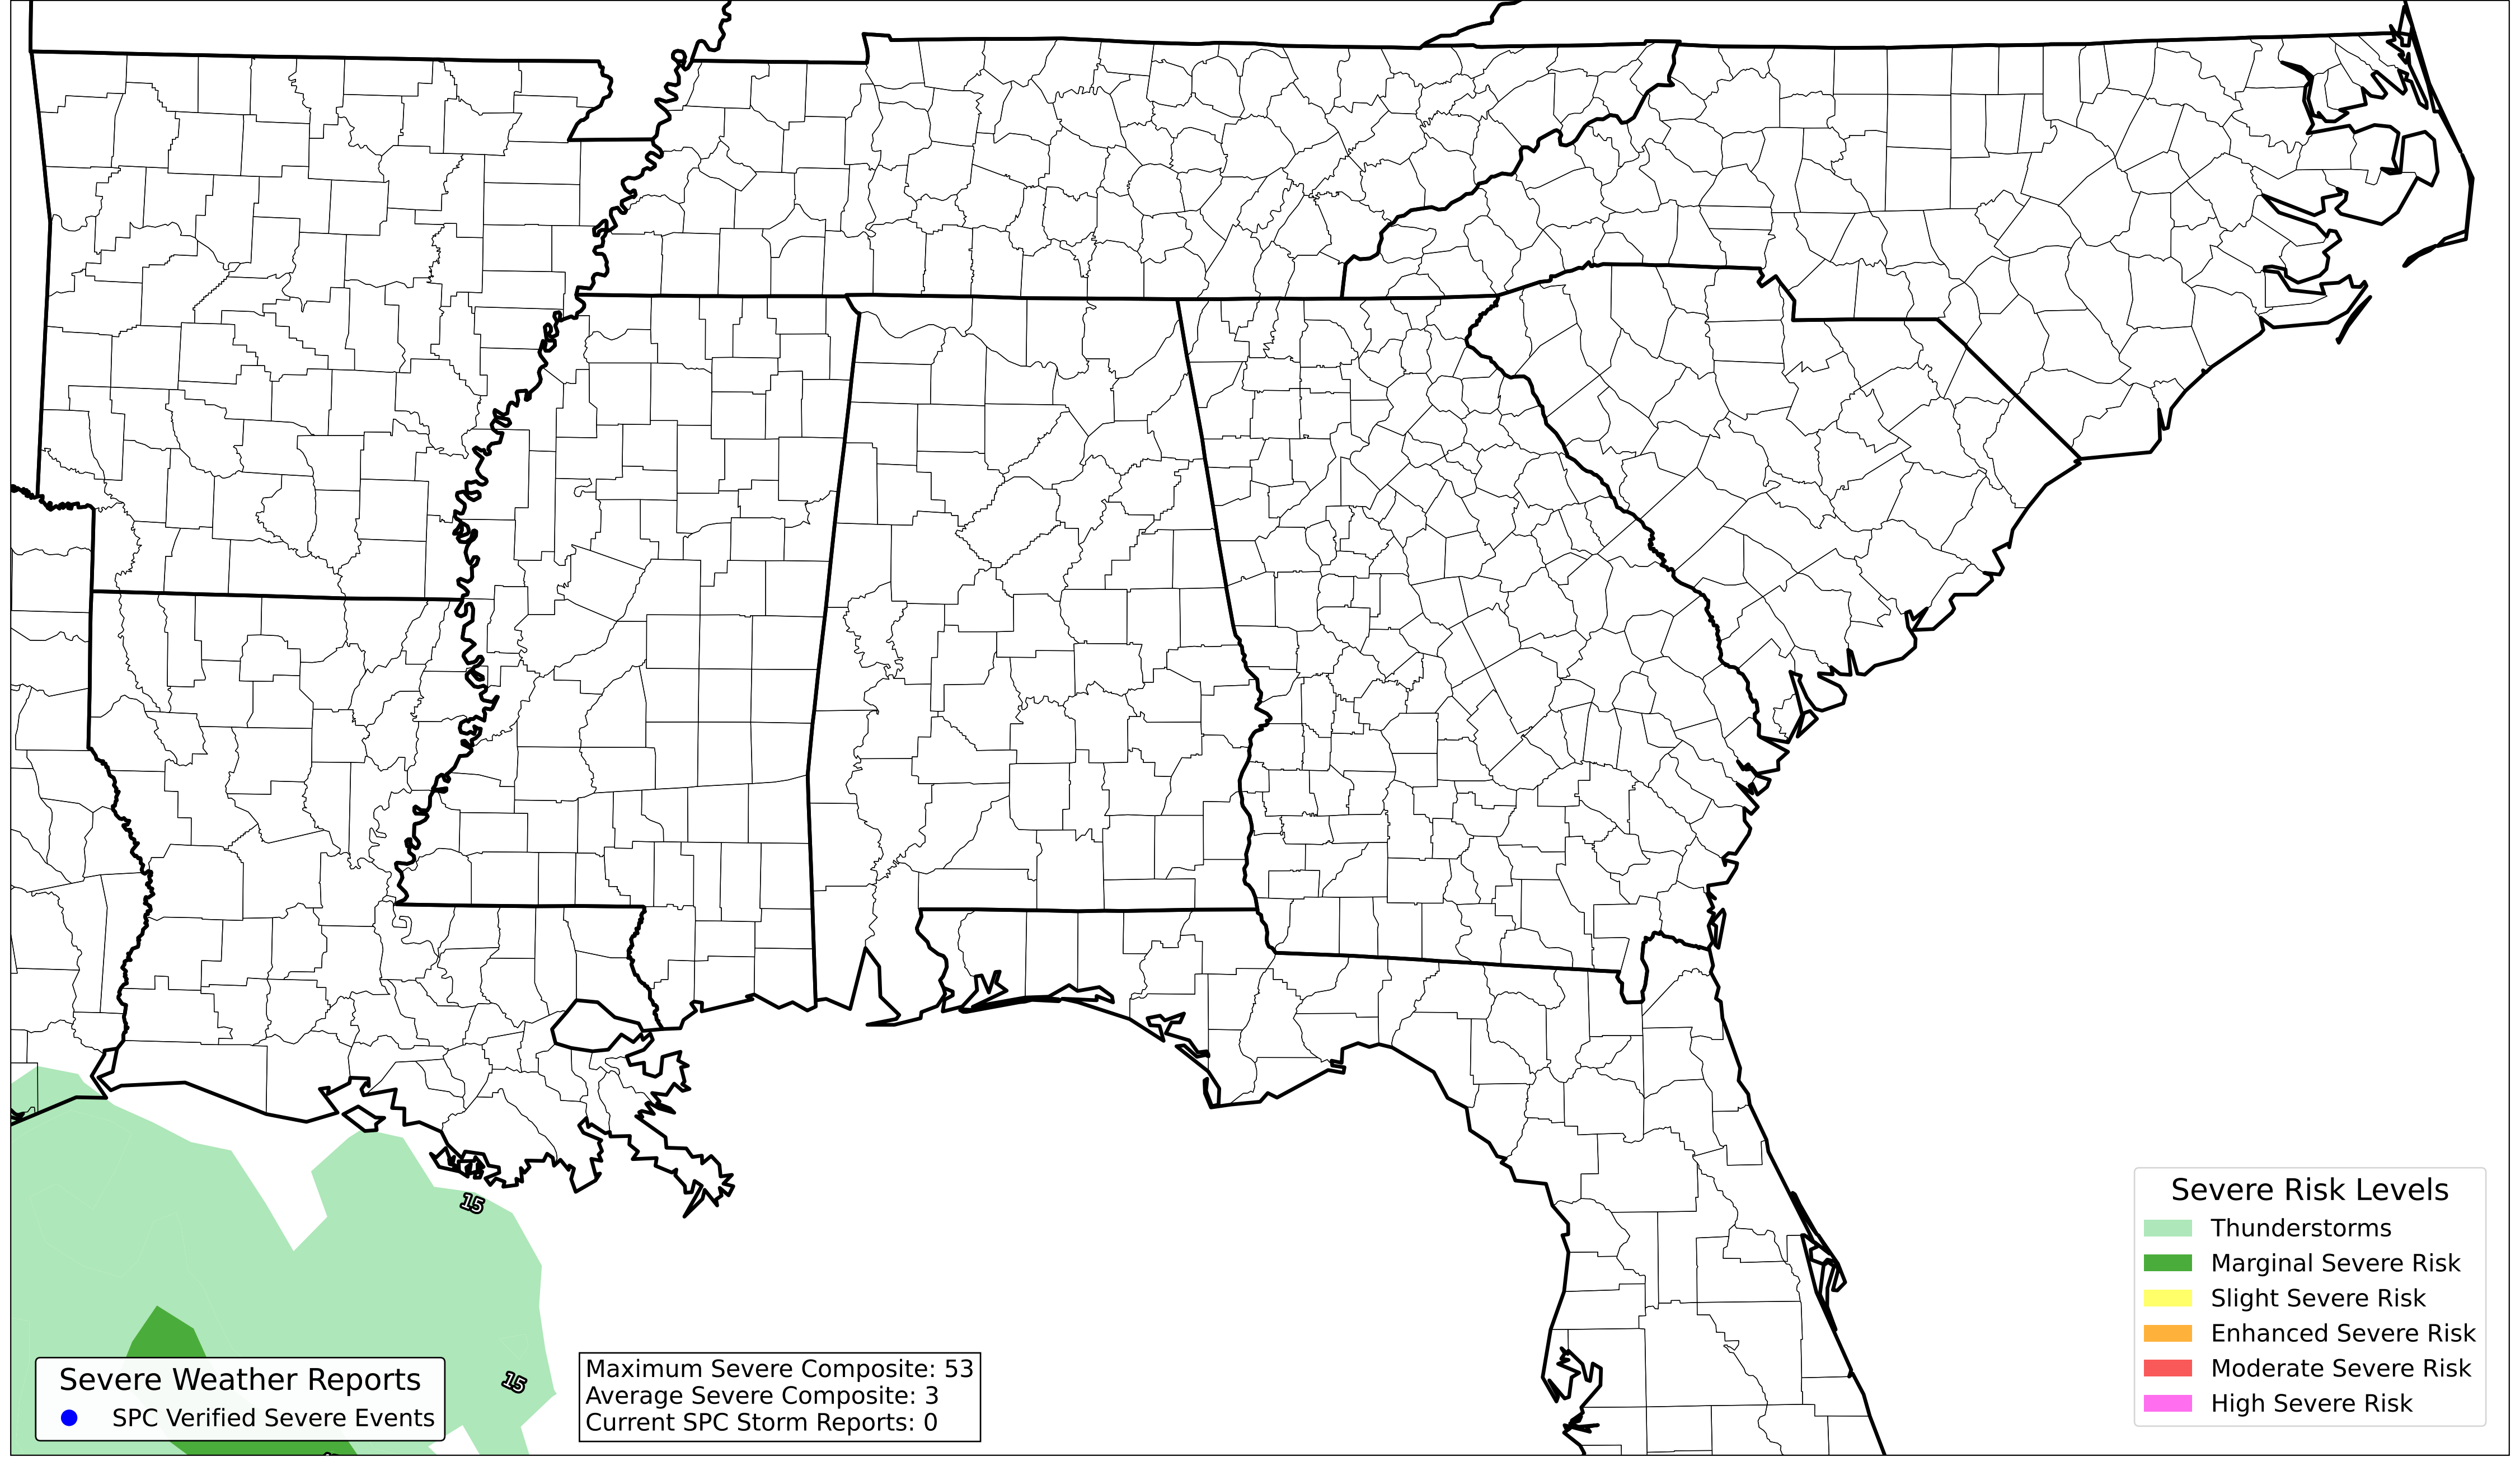 15
15
Severe Weather Reports
SPC Verified Severe Events
Maximum Severe Composite: 53
Average Severe Composite: 3
Current SPC Storm Reports: 0
Severe Risk Levels
Thunderstorms
Marginal Severe Risk
Slight Severe Risk
Enhanced Severe Risk
Moderate Severe Risk
High Severe Risk